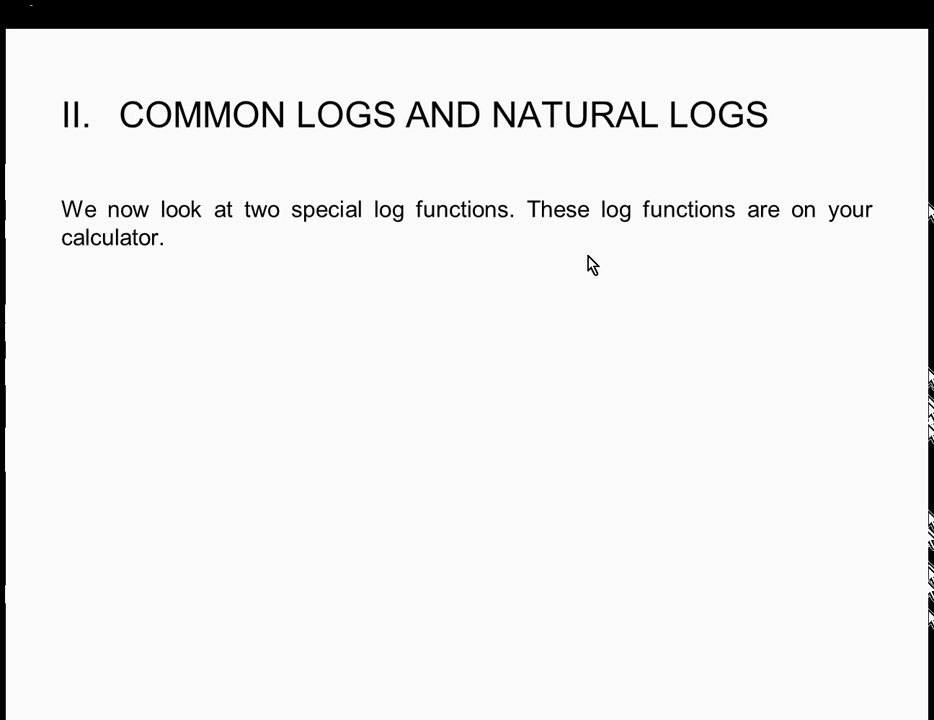 II. COMMON LOGS AND NATURAL LOGS
We now look at two special log functions. These log functions are on your
calculator.